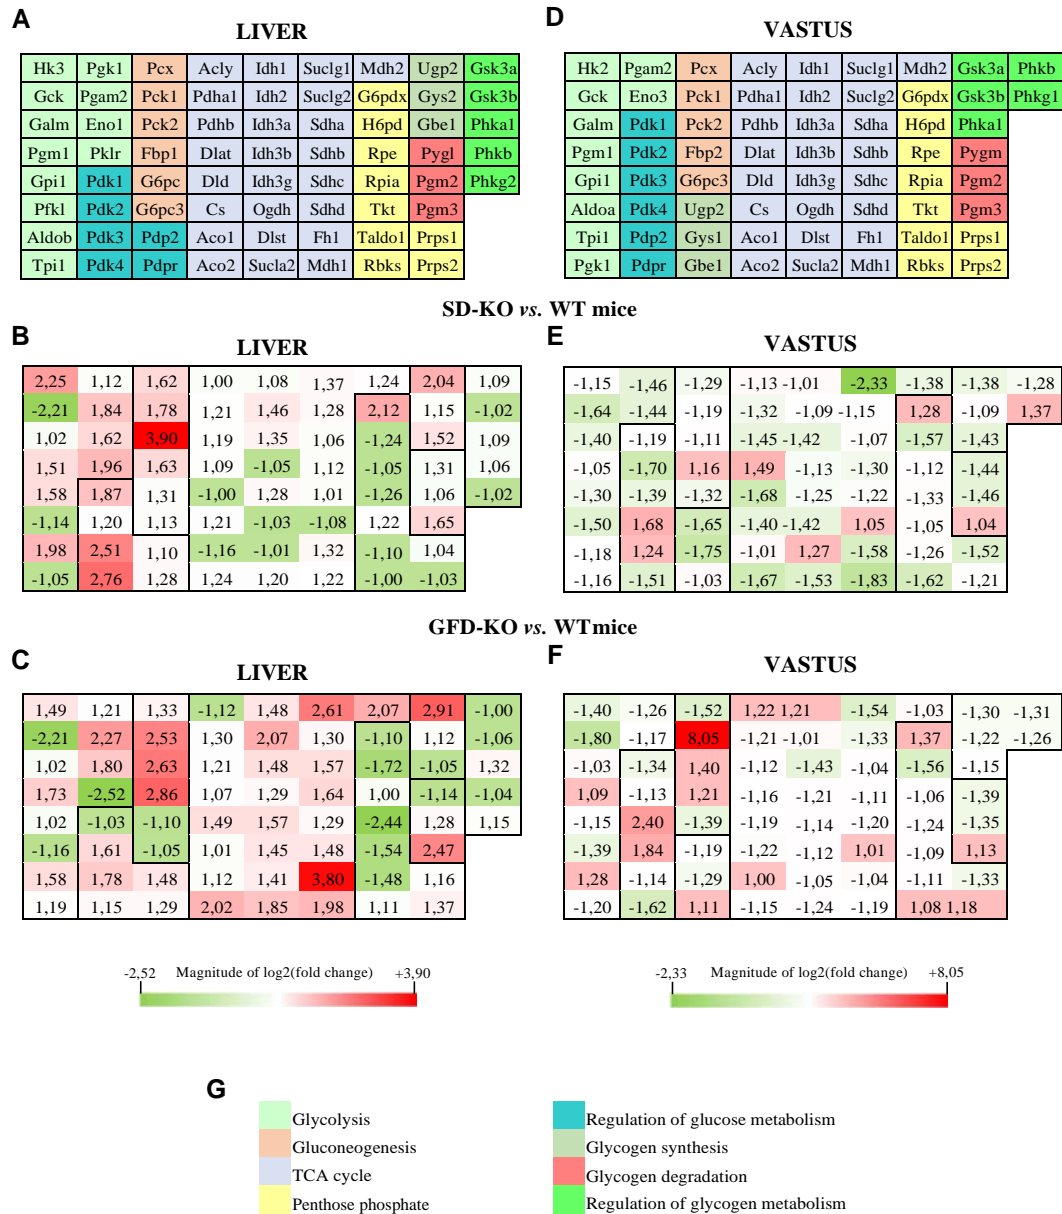 A
LIVER
Hk3 Pgk1 Pcx Acly Idh1 Suclg1 Mdh2 Ugp2 Gsk3a
Gck Pgam2 Pck1 Pdha1 Idh2 Suclg2 G6pdx Gys2 Gsk3b
Galm Eno1 Pck2 Pdhb Idh3a Sdha H6pd Gbe1 Phka1
Pgm1 Pklr Fbp1 Dlat Idh3b Sdhb Rpe Pygl Phkb
Gpi1 Pdk1 G6pc Dld Idh3g Sdhc Rpia Pgm2 Phkg2
Pfkl Pdk2 G6pc3 Cs Ogdh Sdhd Tkt Pgm3
Aldob Pdk3 Pdp2 Aco1 Dlst Fh1 Taldo1 Prps1
Tpi1 Pdk4 Pdpr Aco2 Sucla2 Mdh1 Rbks Prps2
D
VASTUS
Hk2 Pgam2 Pcx Acly Idh1 Suclg1 Mdh2 Gsk3a Phkb
Gck Eno3 Pck1 Pdha1 Idh2 Suclg2 G6pdx Gsk3b Phkg1
Galm Pdk1 Pck2 Pdhb Idh3a Sdha H6pd Phka1
Pgm1 Pdk2 Fbp2 Dlat Idh3b Sdhb Rpe Pygm
Gpi1 Pdk3 G6pc3 Dld Idh3g Sdhc Rpia Pgm2
Aldoa Pdk4 Ugp2 Cs Ogdh Sdhd Tkt Pgm3
Tpi1 Pdp2 Gys1 Aco1 Dlst Fh1 Taldo1 Prps1
Pgk1 Pdpr Gbe1 Aco2 Sucla2 Mdh1 Rbks Prps2
SD-KO vs. WT mice
B
LIVER
2,25 1,12 1,62 1,00 1,08 1,37 1,24 2,04 1,09
-2,21 1,84 1,78 1,21 1,46 1,28 2,12 1,15 -1,02
1,02 1,62 3,90 1,19 1,35 1,06 -1,24 1,52 1,09
1,51 1,96 1,63 1,09 -1,05 1,12 -1,05 1,31 1,06
1,58 1,87 1,31 -1,00 1,28 1,01 -1,26 1,06 -1,02
-1,14 1,20 1,13 1,21 -1,03 -1,08 1,22 1,65
1,98 2,51 1,10 -1,16 -1,01 1,32 -1,10 1,04
-1,05 2,76 1,28 1,24 1,20 1,22 -1,00 -1,03
E
VASTUS
-1,15 -1,46 -1,29 -1,13 -1,01 -2,33 -1,38 -1,38 -1,28
-1,64 -1,44 -1,19 -1,32 -1,09 -1,15 1,28 -1,09 1,37
-1,40 -1,19 -1,11 -1,45 -1,42 -1,07 -1,57 -1,43
-1,05 -1,70 1,16 1,49 -1,13 -1,30 -1,12 -1,44
-1,30 -1,39 -1,32 -1,68 -1,25 -1,22 -1,33 -1,46
-1,50 1,68 -1,65 -1,40 -1,42 1,05 -1,05 1,04
-1,18 1,24 -1,75 -1,01 1,27 -1,58 -1,26 -1,52
-1,16 -1,51 -1,03 -1,67 -1,53 -1,83 -1,62 -1,21
GFD-KO vs. WT mice
C
LIVER
1,49 1,21 1,33 -1,12 1,48 2,61 2,07 2,91 -1,00
-2,21 2,27 2,53 1,30 2,07 1,30 -1,10 1,12 -1,06
1,02 1,80 2,63 1,21 1,48 1,57 -1,72 -1,05 1,32
1,73 -2,52 2,86 1,07 1,29 1,64 1,00 -1,14 -1,04
1,02 -1,03 -1,10 1,49 1,57 1,29 -2,44 1,28 1,15
-1,16 1,61 -1,05 1,01 1,45 1,48 -1,54 2,47
1,58 1,78 1,48 1,12 1,41 3,80 -1,48 1,16
1,19 1,15 1,29 2,02 1,85 1,98 1,11 1,37
F
VASTUS
-1,40 -1,26 -1,52 1,22 1,21 -1,54 -1,03 -1,30 -1,31
-1,80 -1,17 8,05 -1,21 -1,01 -1,33 1,37 -1,22 -1,26
-1,03 -1,34 1,40 -1,12 -1,43 -1,04 -1,56 -1,15
1,09 -1,13 1,21 -1,16 -1,21 -1,11 -1,06 -1,39
-1,15 2,40 -1,39 -1,19 -1,14 -1,20 -1,24 -1,35
-1,39 1,84 -1,19 -1,22 -1,12 1,01 -1,09 1,13
1,28 -1,14 -1,29 1,00 -1,05 -1,04 -1,11 -1,33
-1,20 -1,62 1,11 -1,15 -1,24 -1,19 1,08 1,18
-2,52 Magnitude of log2(fold change) +3,90
-2,33 Magnitude of log2(fold change) +8,05
G
Glycolysis
Gluconeogenesis
TCA cycle
Penthose phosphate
Regulation of glucose metabolism
Glycogen synthesis
Glycogen degradation
Regulation of glycogen metabolism